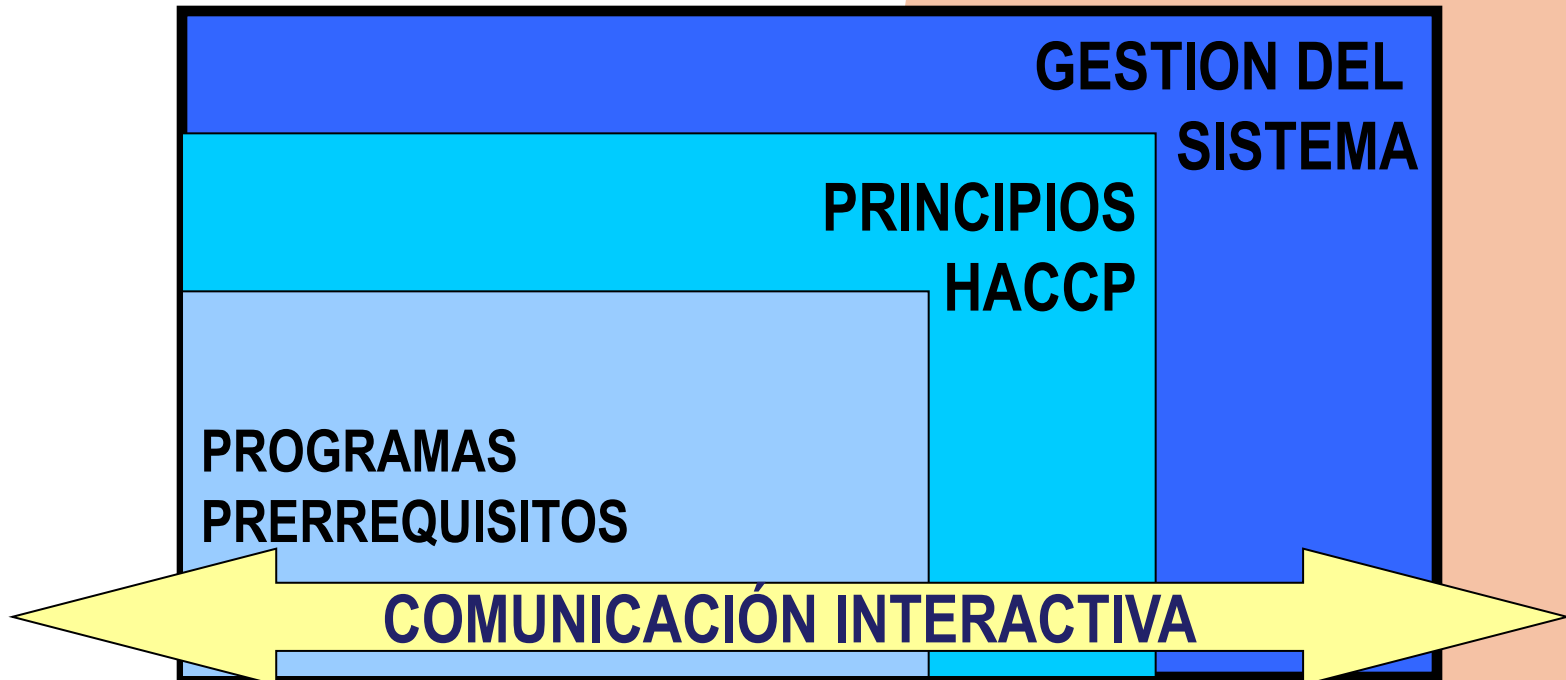 GESTION DEL
SISTEMA
PRINCIPIOS
HACCP
PROGRAMAS
PRERREQUISITOS
COMUNICACIÓN INTERACTIVA